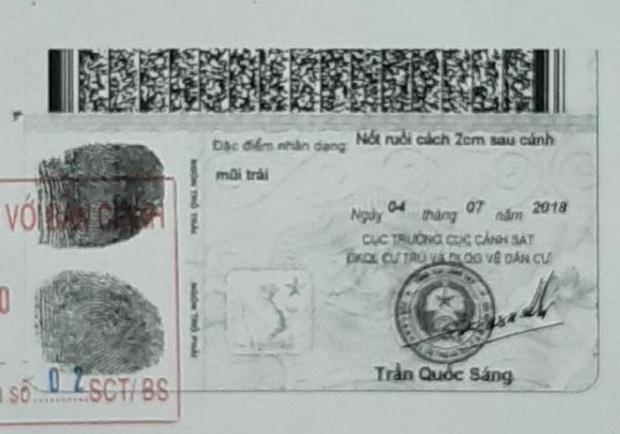 Đặc điểm nhận dạng: Nốt ruồi cách 2cm sau cánh
mũi trái
NGÓN TRỎ TRÁI
Ngày 04 tháng 07 năm 2018
CỤC TRƯỞNG CỤC CẢNH SÁT
ĐKQL CƯ TRÚ VÀ DLQG VỀ DÂN CƯ
VỚI BẢN CHÍNH
NGÓN TRỎ PHẢI
0
Trần Quốc Sáng
số 02 SCT/BS